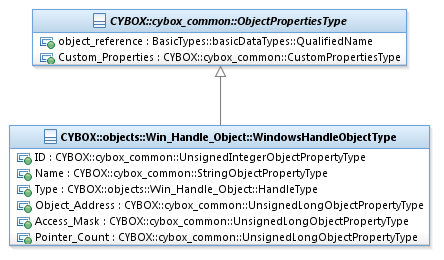 CYBOX::cybox_common::ObjectPropertiesType
object_reference : BasicTypes::basicDataTypes::QualifiedName
Custom_Properties : CYBOX::cybox_common::CustomPropertiesType
CYBOX::objects::Win_Handle_Object::WindowsHandleObjectType
ID : CYBOX::cybox_common::UnsignedIntegerObjectPropertyType
Name : CYBOX::cybox_common::StringObjectPropertyType
Type : CYBOX::objects::Win_Handle_Object::HandleType
Object_Address : CYBOX::cybox_common::UnsignedLongObjectPropertyType
Access_Mask : CYBOX::cybox_common::UnsignedLongObjectPropertyType
Pointer_Count : CYBOX::cybox_common::UnsignedLongObjectPropertyType